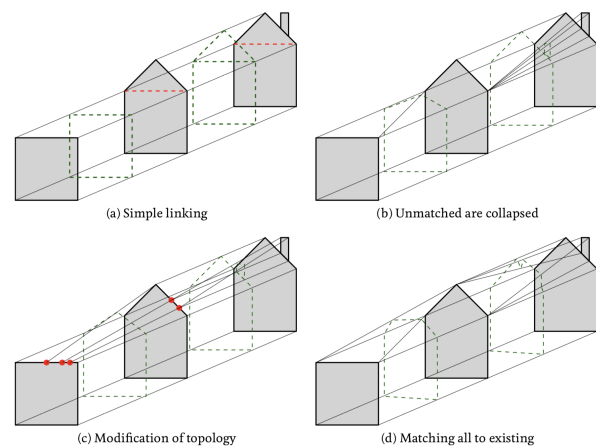 (a) Simple linking
(b) Unmatched are collapsed
(c) Modification of topology
(d) Matching all to existing